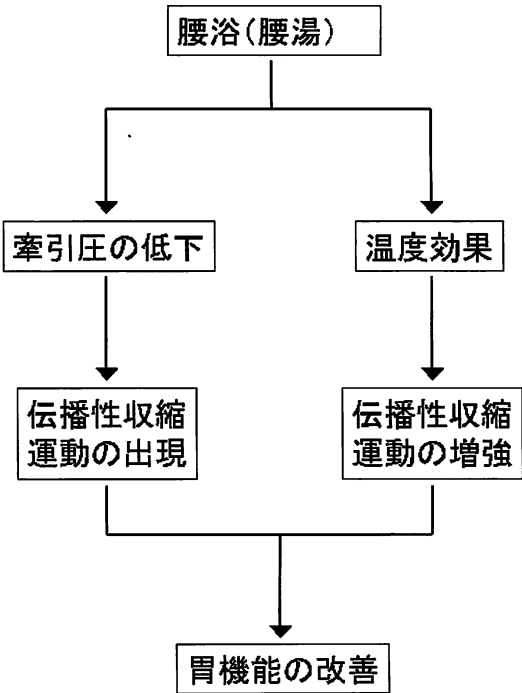 腰浴(腰湯)
牽引圧の低下
温度効果
伝播性収縮
運動の出現
伝播性収縮
運動の増強
胃機能の改善